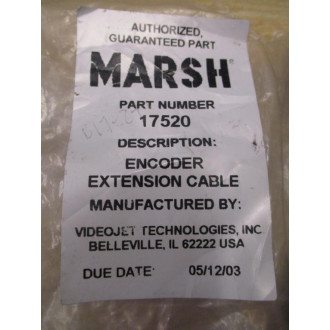 AUTHORIZED,
GUARANTEED PART
MARSH®
PART NUMBER
17520
DESCRIPTION:
ENCODER
EXTENSION CABLE
MANUFACTURED BY:
VIDEOJET TECHNOLOGIES, INC.
BELLEVILLE, IL 62222 USA
DUE DATE: 05/12/03